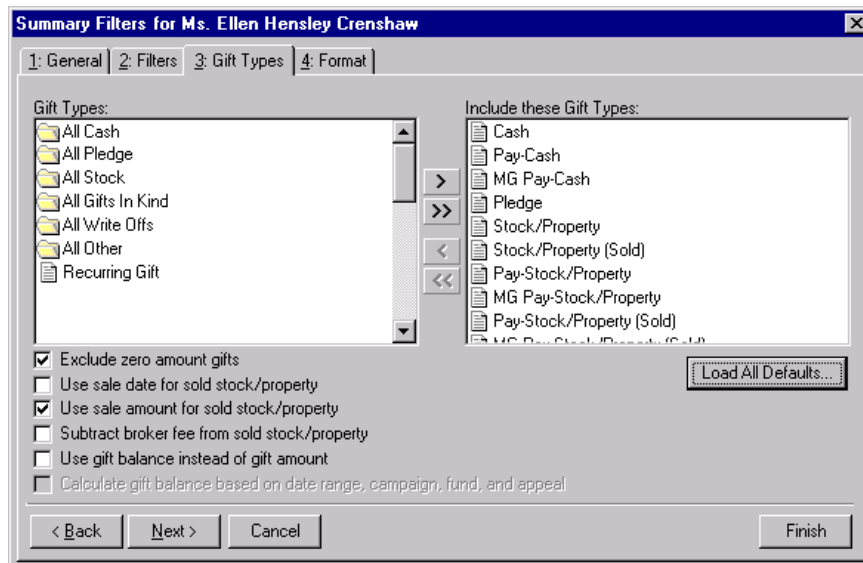 Summary Filters for Ms. Ellen Hensley Crenshaw
1: General
2: Filters
3: Gift Types
4: Format
Gift Types:
All Cash
All Pledge
All Stock
All Gifts In Kind
All Write Offs
All Other
Recurring Gift
>
>>
<
<<
Include these Gift Types:
Cash
Pay-Cash
MG Pay-Cash
Pledge
Stock/Property
Stock/Property (Sold)
Pay-Stock/Property
MG Pay-Stock/Property
Pay-Stock/Property (Sold)
MG Pay-Stock/Property (Sold)
Exclude zero amount gifts
Use sale date for sold stock/property
Use sale amount for sold stock/property
Subtract broker fee from sold stock/property
Use gift balance instead of gift amount
Calculate gift balance based on date range, campaign, fund, and appeal
Load All Defaults...
< Back
Next >
Cancel
Finish